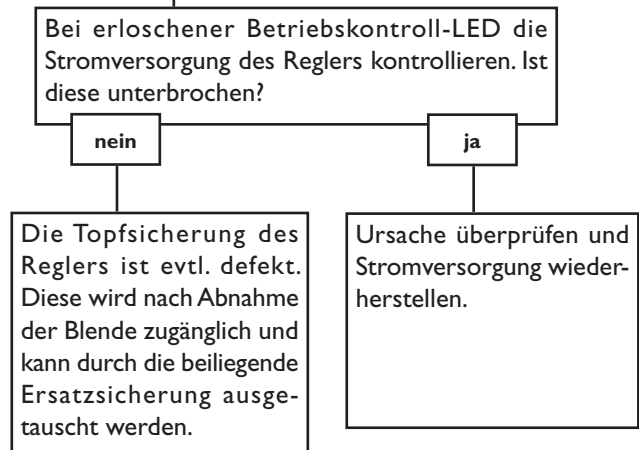 Bei erloschener Betriebskontroll-LED die
Stromversorgung des Reglers kontrollieren. Ist
diese unterbrochen?
nein
ja
Die Topfsicherung des
Reglers ist evtl. defekt.
Diese wird nach Abnahme
der Blende zugänglich und
kann durch die beiliegende
Ersatzsicherung ausge-
tauscht werden.
Ursache überprüfen und
Stromversorgung wieder-
herstellen.